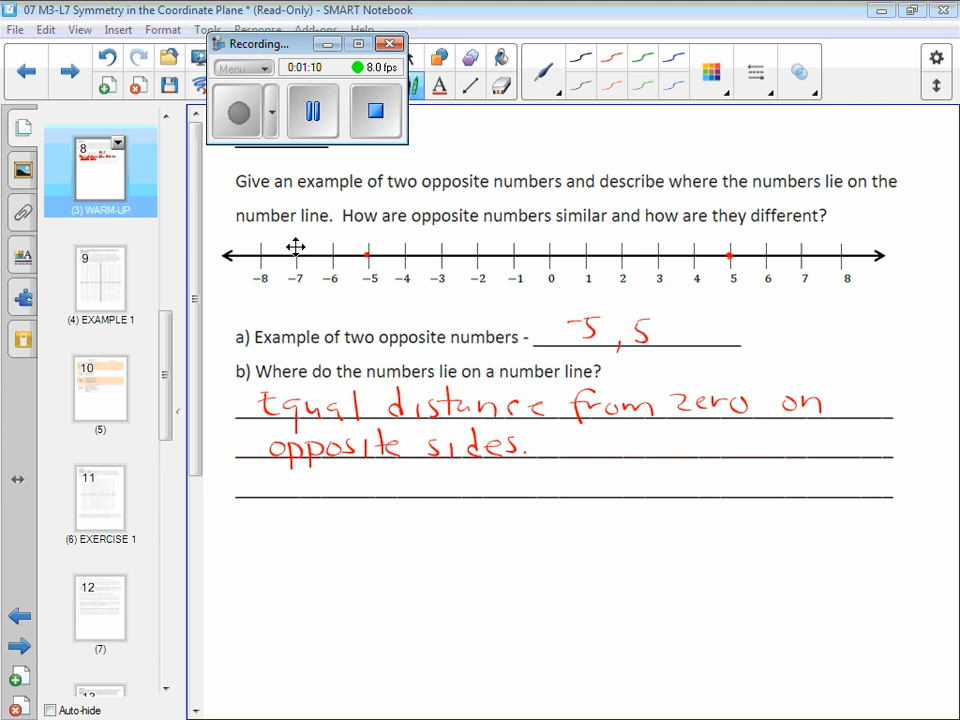 07 M3-L7 Symmetry in the Coordinate Plane * (Read-Only) - SMART Notebook
File Edit View Insert Format Tools Response Add-ons Help
Recording...
Menu 0:01:10 8.0 fps
A
8
(3) WARM-UP
9
(4) EXAMPLE 1
10
(5)
11
(6) EXERCISE 1
12
(7)
13
Auto-hide
Give an example of two opposite numbers and describe where the numbers lie on the
number line. How are opposite numbers similar and how are they different?
−8 −7 −6 −5 −4 −3 −2 −1 0 1 2 3 4 5 6 7 8
a) Example of two opposite numbers - -5, 5
b) Where do the numbers lie on a number line?
Equal distance from zero on
opposite sides.